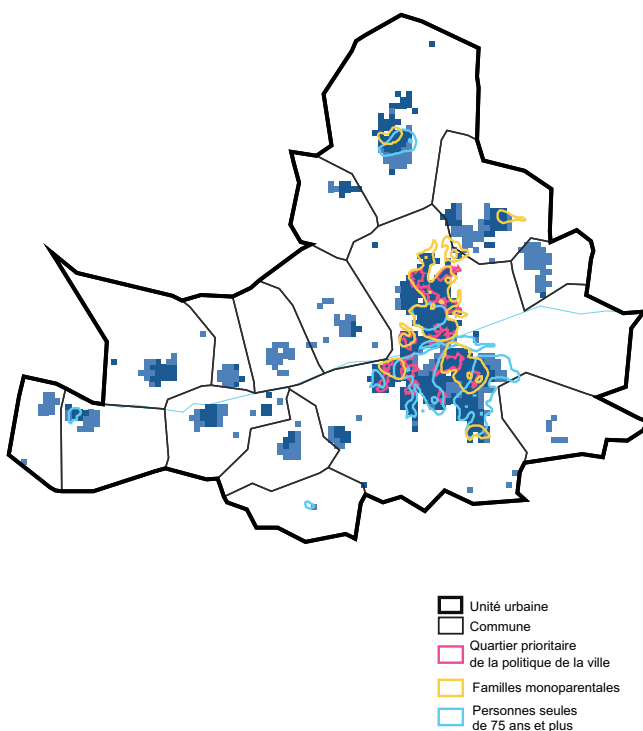 Unité urbaine
Commune
Quartier prioritaire
de la politique de la ville
Familles monoparentales
Personnes seules
de 75 ans et plus